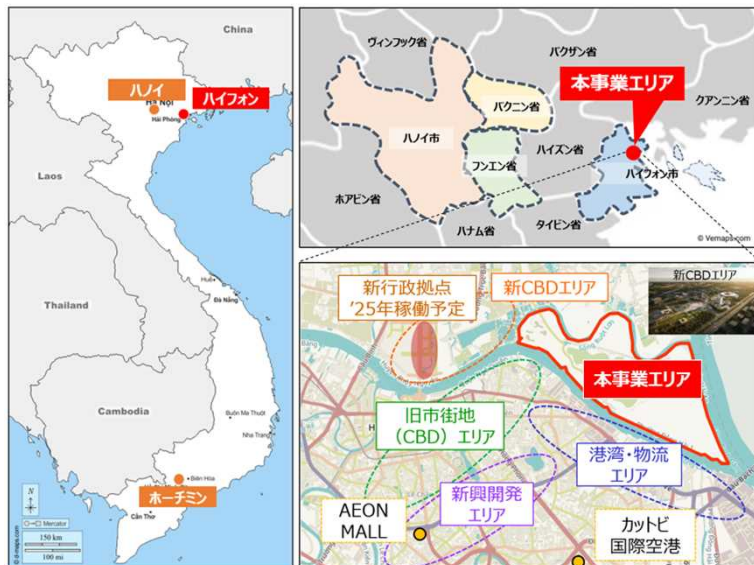 China
ハノイ
Hà Nội
ハイフォン
Hải Phòng
Laos
Huế
Đà Nẵng
Thailand
Cambodia
Buôn Ma Thuột
Nha Trang
Biên Hòa
ホーチミン
Cần Thơ
N
Mercator
150 km
100 mi
© d-maps.com
ヴィンフック省
バクザン省
本事業エリア
クアンニン省
バクニン省
ハノイ市
ハイズン省
フンエン省
ハイフォン市
ホアビン省
ハナム省
タイビン省
© Vemaps.com
新行政拠点
’25年稼働予定
新CBDエリア
新CBDエリア
本事業エリア
旧市街地
(CBD)エリア
港湾・物流
エリア
新興開発
エリア
AEON
MALL
カットビ
国際空港